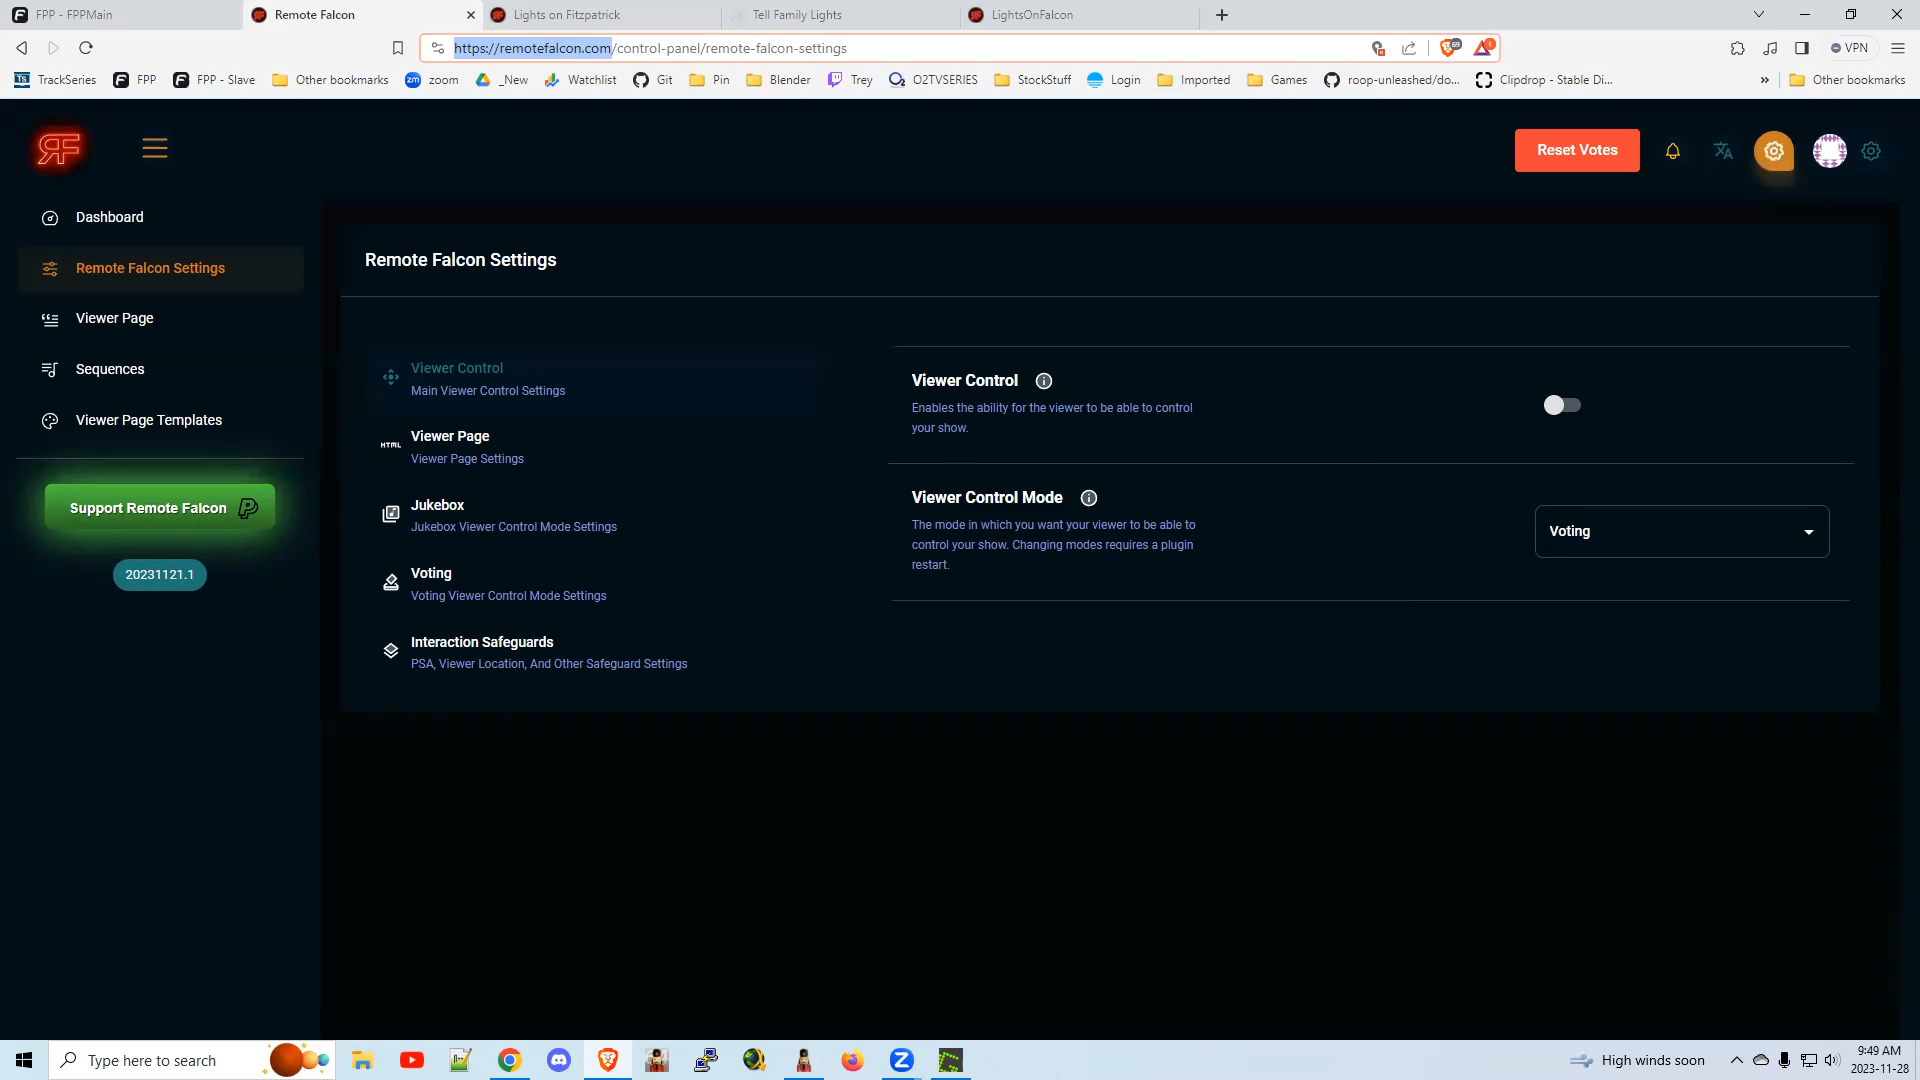 FPP - FPPMain
Remote Falcon
Lights on Fitzpatrick
Tell Family Lights
LightsOnFalcon
https://remotefalcon.com/control-panel/remote-falcon-settings
69
1
VPN
Ts TrackSeries
FPP
FPP - Slave
Other bookmarks
zm zoom
_New
Watchlist
Git
Pin
Blender
Trey
O2TVSERIES
StockStuff
Login
Imported
Games
roop-unleashed/do...
Clipdrop - Stable Di...
»
Other bookmarks
RF
Reset Votes
Dashboard
Remote Falcon Settings
Viewer Page
Sequences
Viewer Page Templates
Support Remote Falcon
20231121.1
Remote Falcon Settings
Viewer Control
Main Viewer Control Settings
HTML
Viewer Page
Viewer Page Settings
Jukebox
Jukebox Viewer Control Mode Settings
Voting
Voting Viewer Control Mode Settings
Interaction Safeguards
PSA, Viewer Location, And Other Safeguard Settings
Viewer Control
Enables the ability for the viewer to be able to control
your show.
Viewer Control Mode
The mode in which you want your viewer to be able to
control your show. Changing modes requires a plugin
restart.
Voting
Type here to search
High winds soon
9:49 AM
2023-11-28